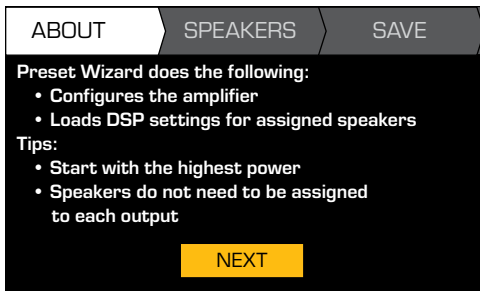 ABOUT SPEAKERS SAVE
Preset Wizard does the following:
• Configures the amplifier
• Loads DSP settings for assigned speakers
Tips:
• Start with the highest power
• Speakers do not need to be assigned
to each output
NEXT